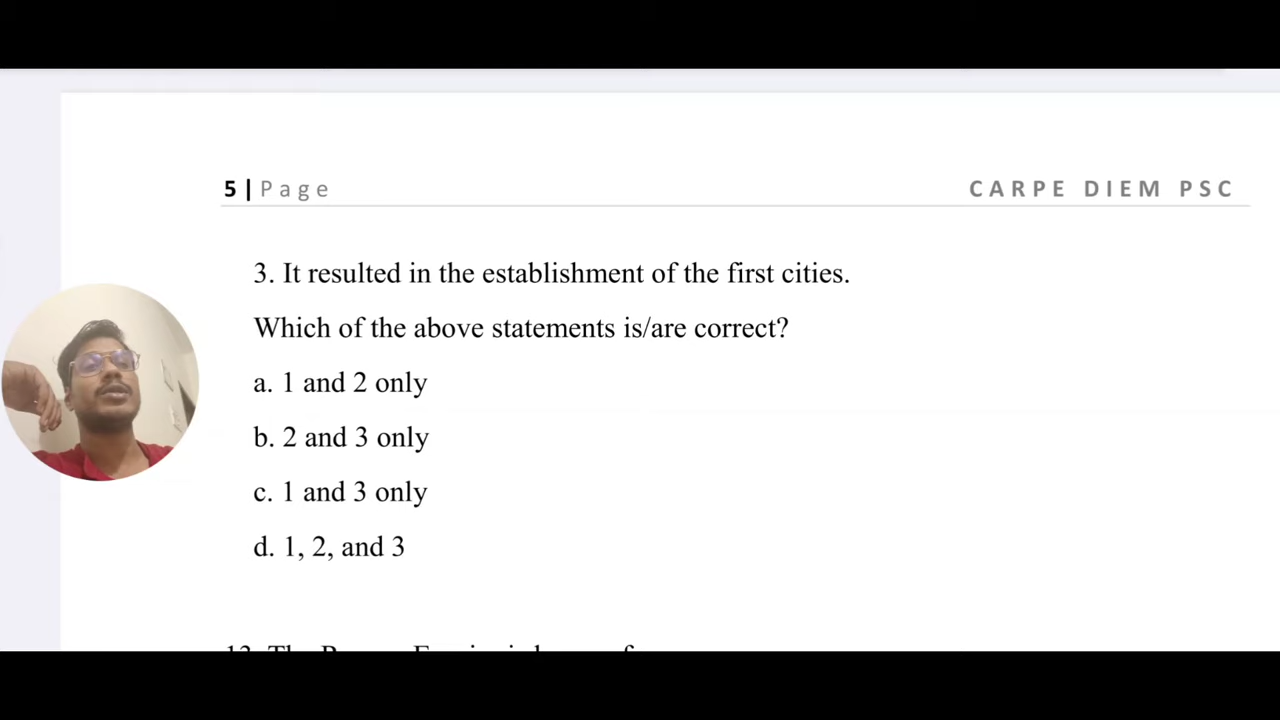 5 | Page
CARPE DIEM PSC
3. It resulted in the establishment of the first cities.
Which of the above statements is/are correct?
a. 1 and 2 only
b. 2 and 3 only
c. 1 and 3 only
d. 1, 2, and 3